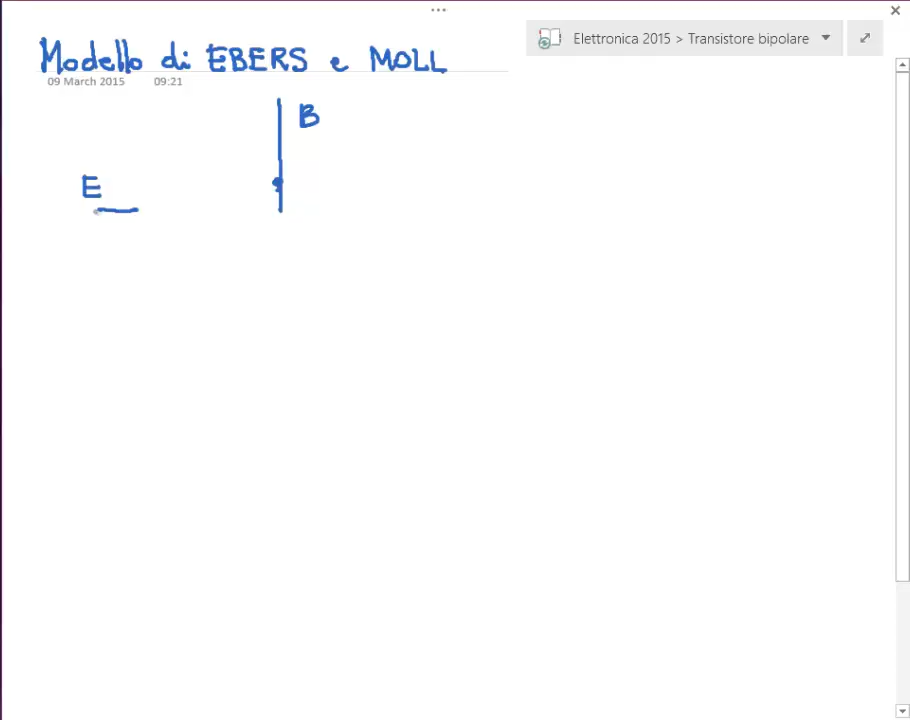 Elettronica 2015 > Transistore bipolare
Modello di EBERS e MOLL
09 March 2015 09:21
B
E